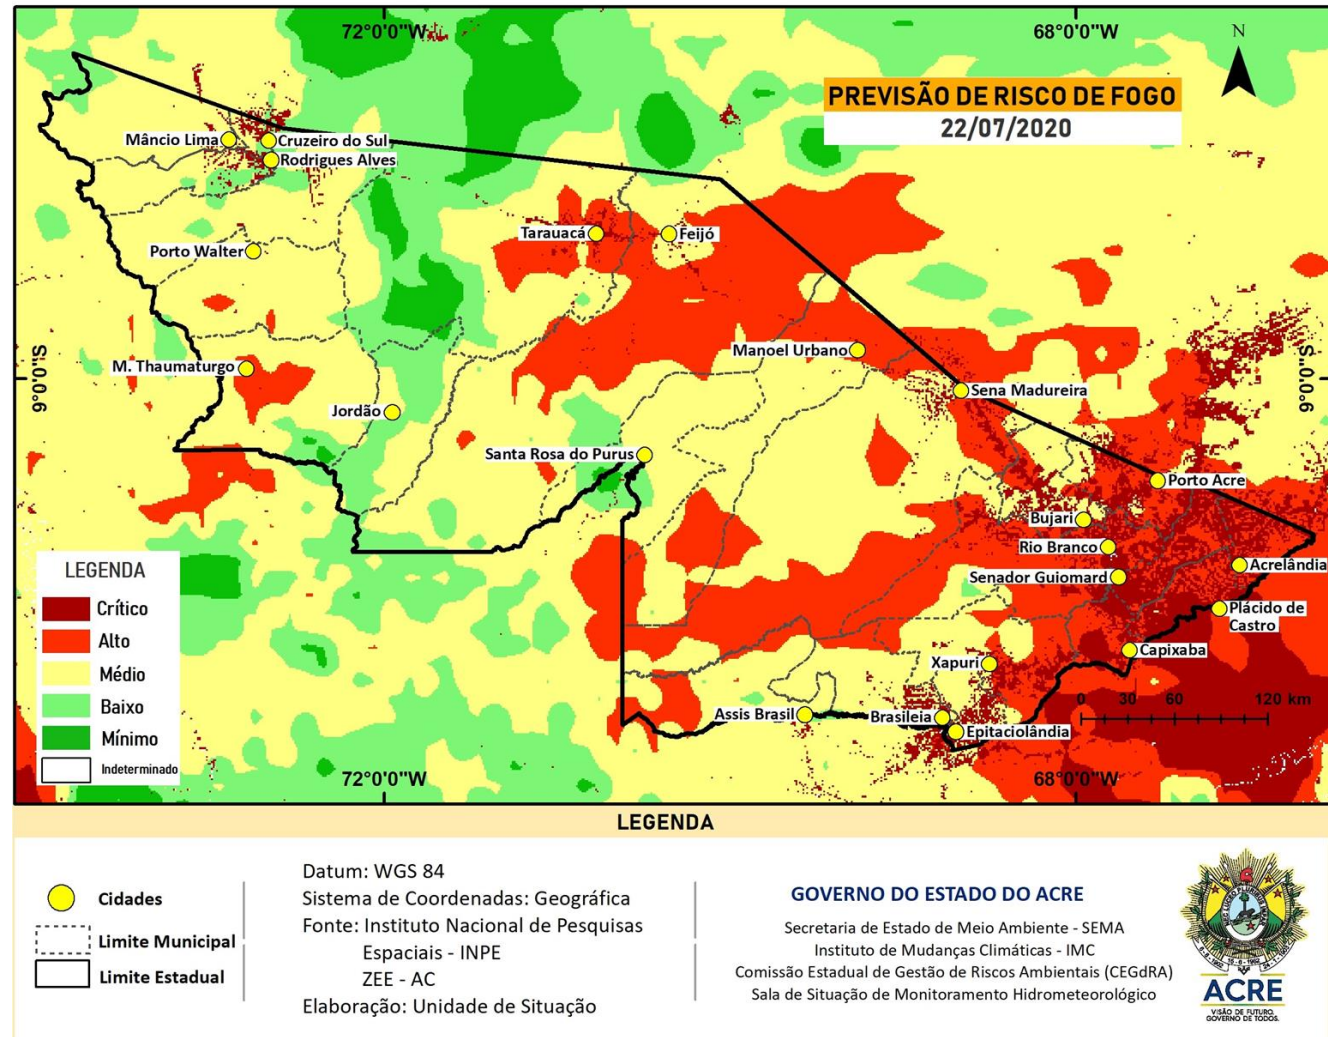 72°0'0"W
68°0'0"W
N
PREVISÃO DE RISCO DE FOGO
22/07/2020
Mâncio Lima
Cruzeiro do Sul
Rodrigues Alves
Tarauacá
Feijó
Porto Walter
Manoel Urbano
9°0'0"S
9°0'0"S
M. Thaumaturgo
Sena Madureira
Jordão
Santa Rosa do Purus
Porto Acre
Bujari
Rio Branco
Acrelândia
Senador Guiomard
Plácido de
Castro
Capixaba
Xapuri
Assis Brasil
Brasileia
Epitaciolândia
0 30 60 120 km
72°0'0"W
68°0'0"W
LEGENDA
Crítico
Alto
Médio
Baixo
Mínimo
Indeterminado
LEGENDA
Cidades
Limite Municipal
Limite Estadual
Datum: WGS 84
Sistema de Coordenadas: Geográfica
Fonte: Instituto Nacional de Pesquisas
Espaciais - INPE
ZEE - AC
Elaboração: Unidade de Situação
GOVERNO DO ESTADO DO ACRE
Secretaria de Estado de Meio Ambiente - SEMA
Instituto de Mudanças Climáticas - IMC
Comissão Estadual de Gestão de Riscos Ambientais (CEGdRA)
Sala de Situação de Monitoramento Hidrometeorológico
ACRE
VISÃO DE FUTURO.
GOVERNO DE TODOS.